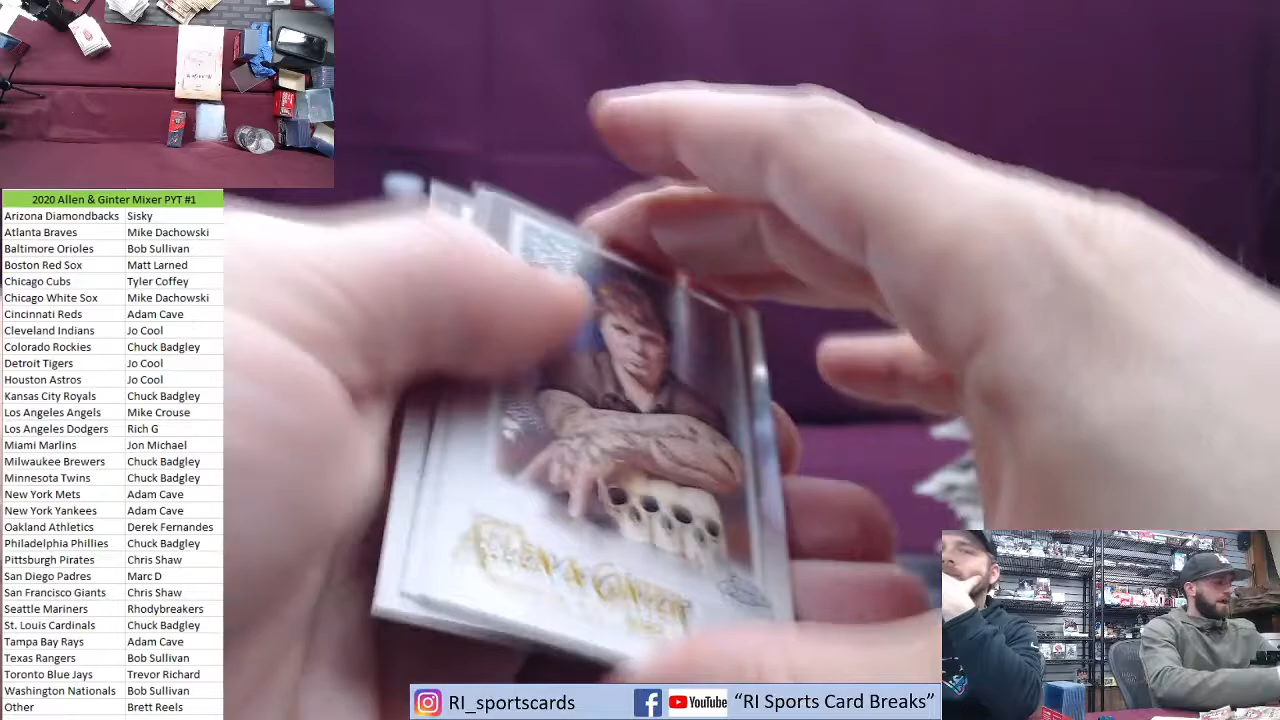 2020 Allen & Ginter Mixer PYT #1
Arizona Diamondbacks Sisky
Atlanta Braves Mike Dachowski
Baltimore Orioles Bob Sullivan
Boston Red Sox Matt Larned
Chicago Cubs Tyler Coffey
Chicago White Sox Mike Dachowski
Cincinnati Reds Adam Cave
Cleveland Indians Jo Cool
Colorado Rockies Chuck Badgley
Detroit Tigers Jo Cool
Houston Astros Jo Cool
Kansas City Royals Chuck Badgley
Los Angeles Angels Mike Crouse
Los Angeles Dodgers Rich G
Miami Marlins Jon Michael
Milwaukee Brewers Chuck Badgley
Minnesota Twins Chuck Badgley
New York Mets Adam Cave
New York Yankees Adam Cave
Oakland Athletics Derek Fernandes
Philadelphia Phillies Chuck Badgley
Pittsburgh Pirates Chris Shaw
San Diego Padres Marc D
San Francisco Giants Chris Shaw
Seattle Mariners Rhodybreakers
St. Louis Cardinals Chuck Badgley
Tampa Bay Rays Adam Cave
Texas Rangers Bob Sullivan
Toronto Blue Jays Trevor Richard
Washington Nationals Bob Sullivan
Other Brett Reels
Allen & Ginter
RI_sportscards YouTube "RI Sports Card Breaks"